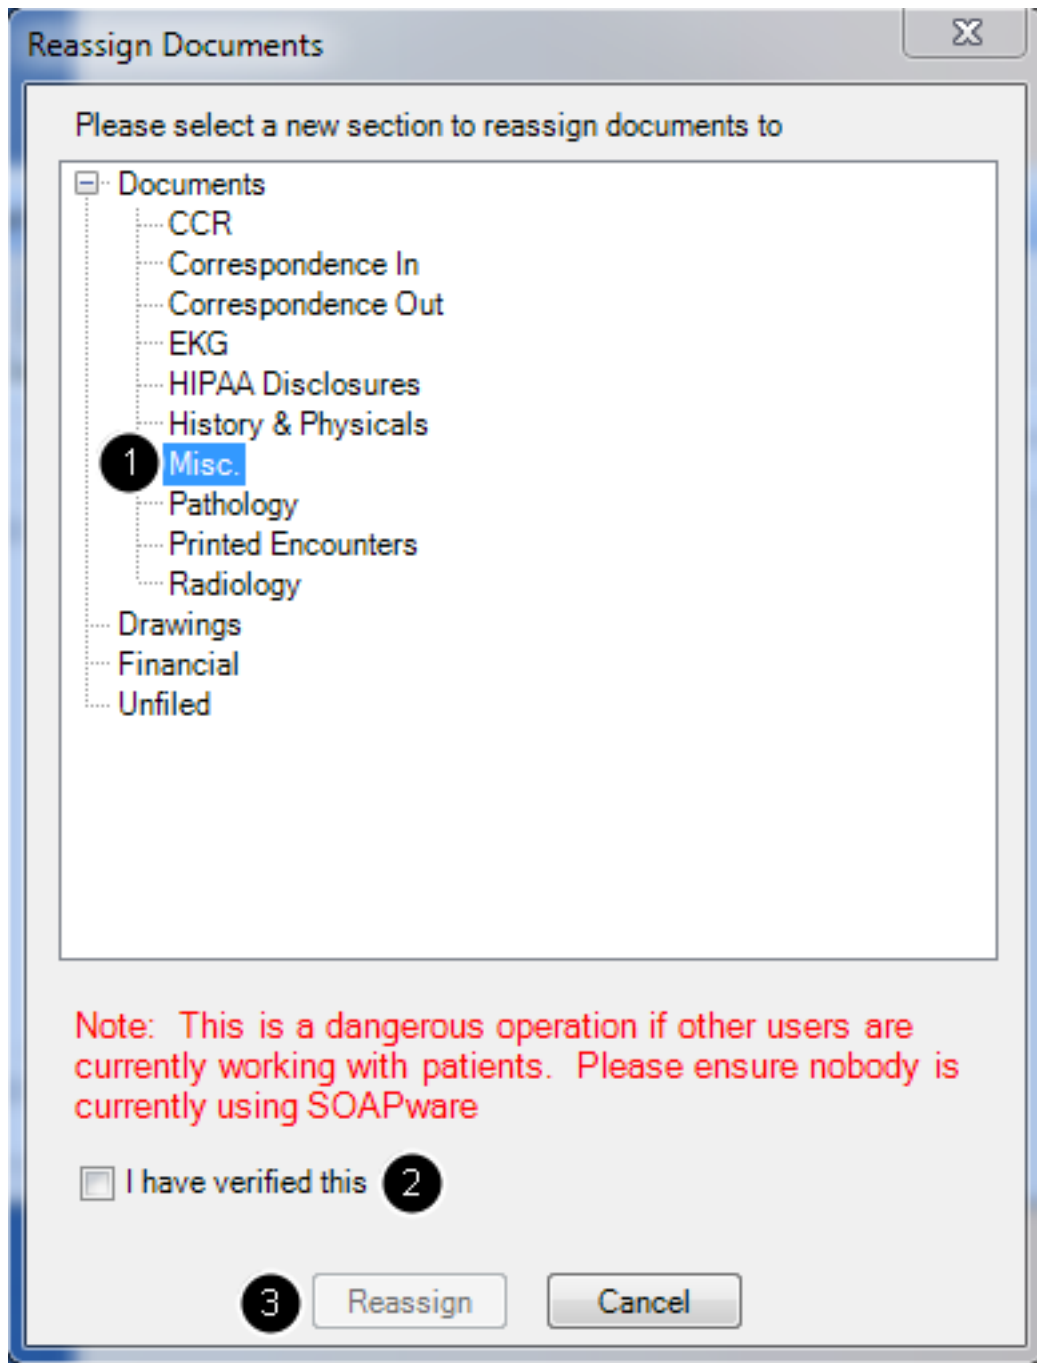 Reassign Documents
Please select a new section to reassign documents to
Documents
CCR
Correspondence In
Correspondence Out
EKG
HIPAA Disclosures
History & Physicals
1 Misc.
Pathology
Printed Encounters
Radiology
Drawings
Financial
Unfiled
Note: This is a dangerous operation if other users are
currently working with patients. Please ensure nobody is
currently using SOAPware
I have verified this 2
3 Reassign Cancel